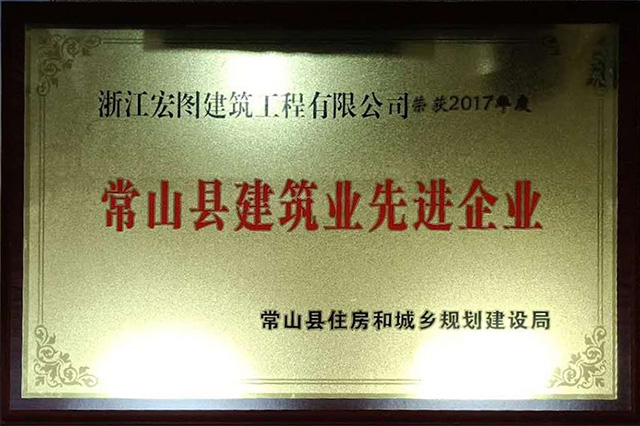 浙江宏图建筑工程有限公司荣获2017年度
常山县建筑业先进企业
常山县住房和城乡规划建设局